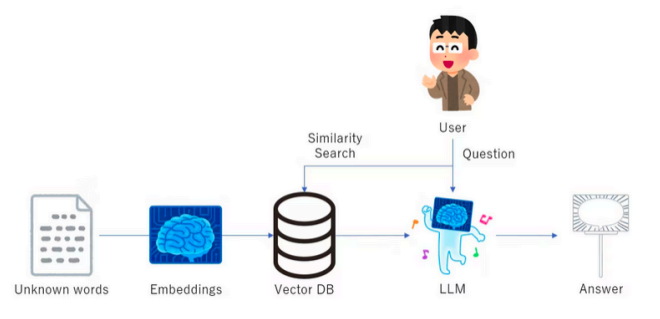 User
Similarity
Search
Question
Unknown words
Embeddings
Vector DB
LLM
Answer